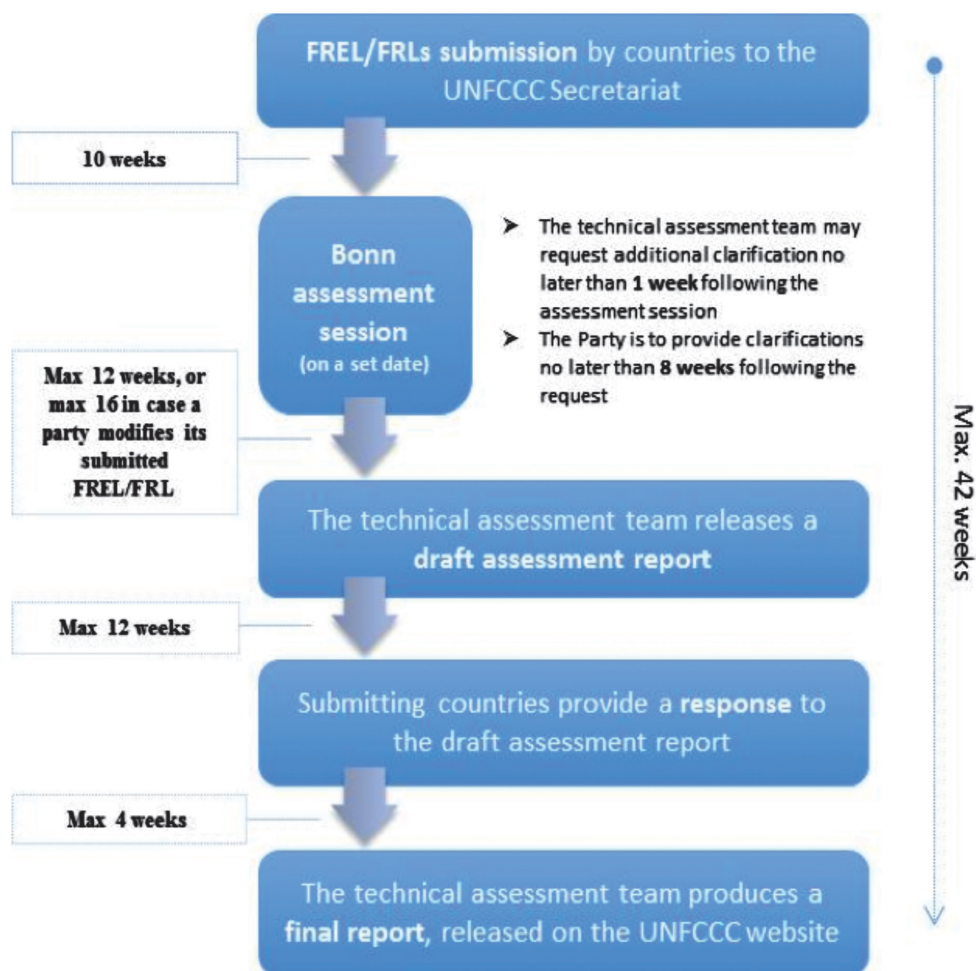 FREL/FRLs submission by countries to the
UNFCCC Secretariat
10 weeks
Bonn
assessment
session
(on a set date)
➤ The technical assessment team may
request additional clarification no
later than 1 week following the
assessment session
➤ The Party is to provide clarifications
no later than 8 weeks following the
request
Max 12 weeks, or
max 16 in case a
party modifies its
submitted
FREL/FRL
The technical assessment team releases a
draft assessment report
Max 12 weeks
Submitting countries provide a response to
the draft assessment report
Max 4 weeks
The technical assessment team produces a
final report, released on the UNFCCC website
Max. 42 weeks